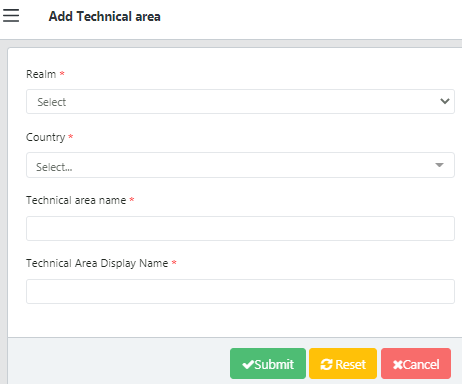 Add Technical area
Realm *
Select
Country *
Select...
Technical area name *
Technical Area Display Name *
Submit Reset Cancel